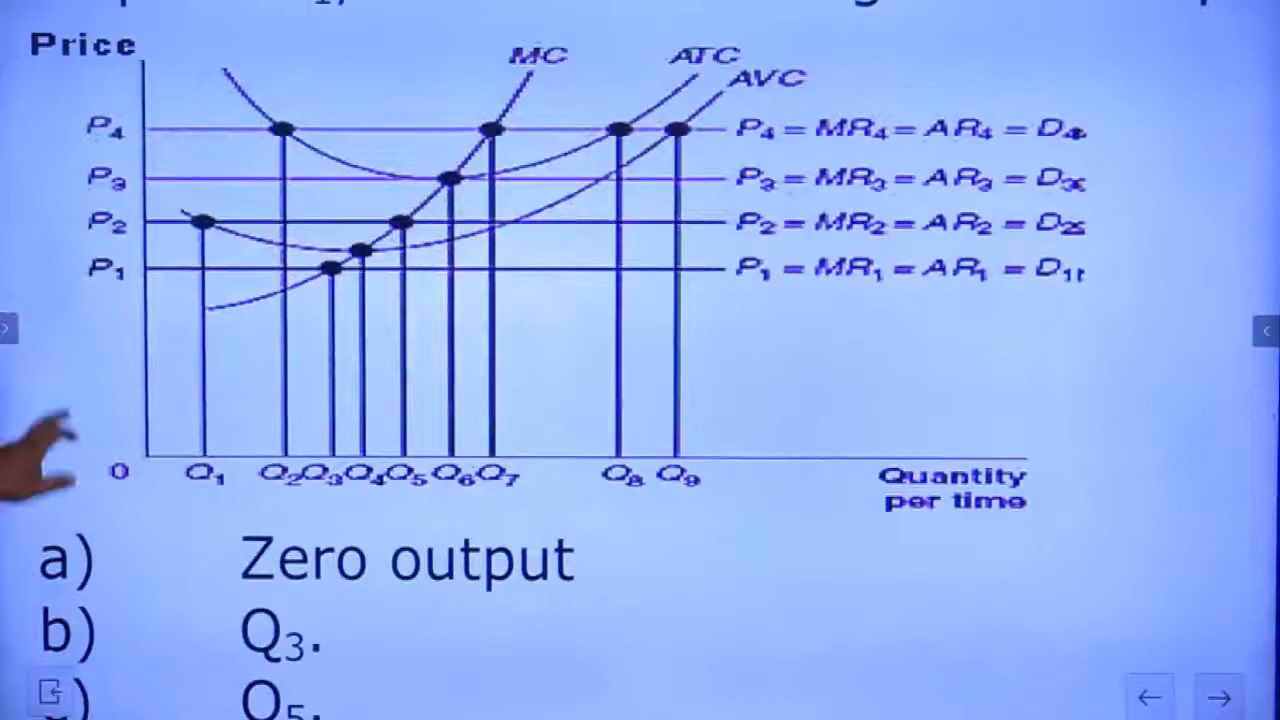 Price
MC
ATC
AVC
P4
P4 = MR4 = AR4 = D4
P3
P3 = MR3 = AR3 = D3
P2
P2 = MR2 = AR2 = D2
P1
P1 = MR1 = AR1 = D1
0
Q1 Q2 Q3 Q4 Q5 Q6 Q7 Q8 Q9
Quantity
per time
a) Zero output
b) Q3.
Q5.